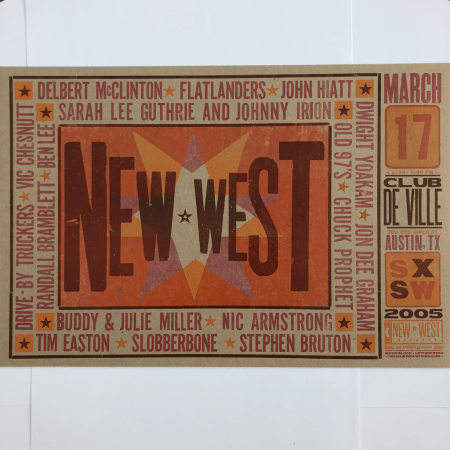 DELBERT McCLINTON ★ FLATLANDERS ★ JOHN HIATT
SARAH LEE GUTHRIE AND JOHNNY IRION
DWIGHT YOAKAM ★ JON DEE GRAHAM
OLD 97'S ★ CHUCK PROPHET
NEW ★ WEST
DRIVE-BY TRUCKERS ★ VIC CHESNUTT
RANDALL BRAMBLETT ★ BEN LEE
BUDDY & JULIE MILLER ★ NIC ARMSTRONG
TIM EASTON ★ SLOBBERBONE ★ STEPHEN BRUTON
MARCH
17
CLUB
DE VILLE
AUSTIN, TX
SX
SW
2005
NEW ★ WEST
RECORDS